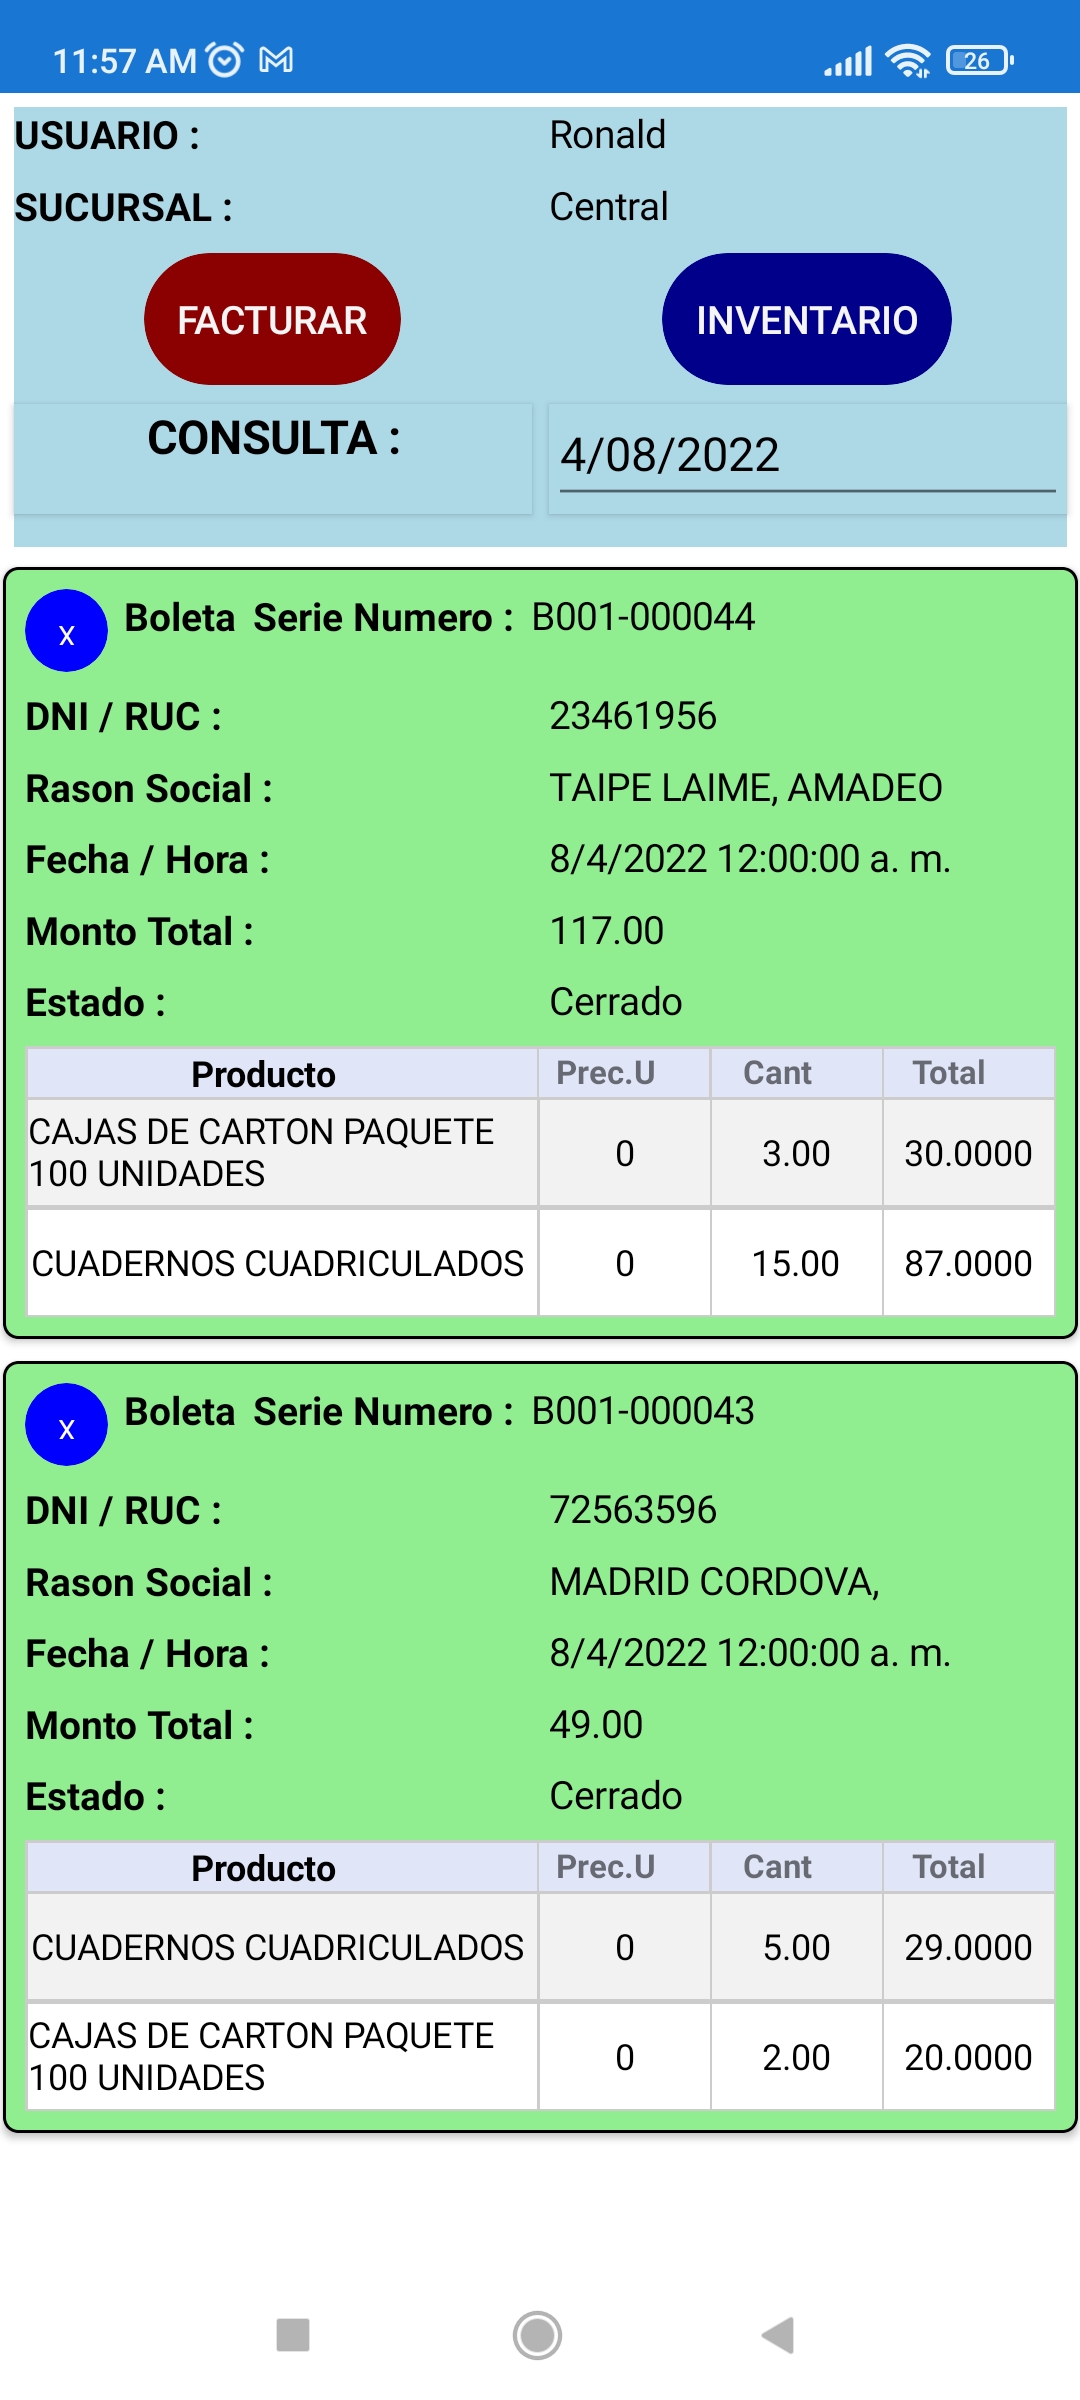 11:57 AM 26
USUARIO : Ronald
SUCURSAL : Central
FACTURAR INVENTARIO
CONSULTA : 4/08/2022
x Boleta Serie Numero : B001-000044
DNI / RUC : 23461956
Rason Social : TAIPE LAIME, AMADEO
Fecha / Hora : 8/4/2022 12:00:00 a. m.
Monto Total : 117.00
Estado : Cerrado
Producto Prec.U Cant Total
CAJAS DE CARTON PAQUETE
100 UNIDADES 0 3.00 30.0000
CUADERNOS CUADRICULADOS 0 15.00 87.0000
x Boleta Serie Numero : B001-000043
DNI / RUC : 72563596
Rason Social : MADRID CORDOVA,
Fecha / Hora : 8/4/2022 12:00:00 a. m.
Monto Total : 49.00
Estado : Cerrado
Producto Prec.U Cant Total
CUADERNOS CUADRICULADOS 0 5.00 29.0000
CAJAS DE CARTON PAQUETE
100 UNIDADES 0 2.00 20.0000